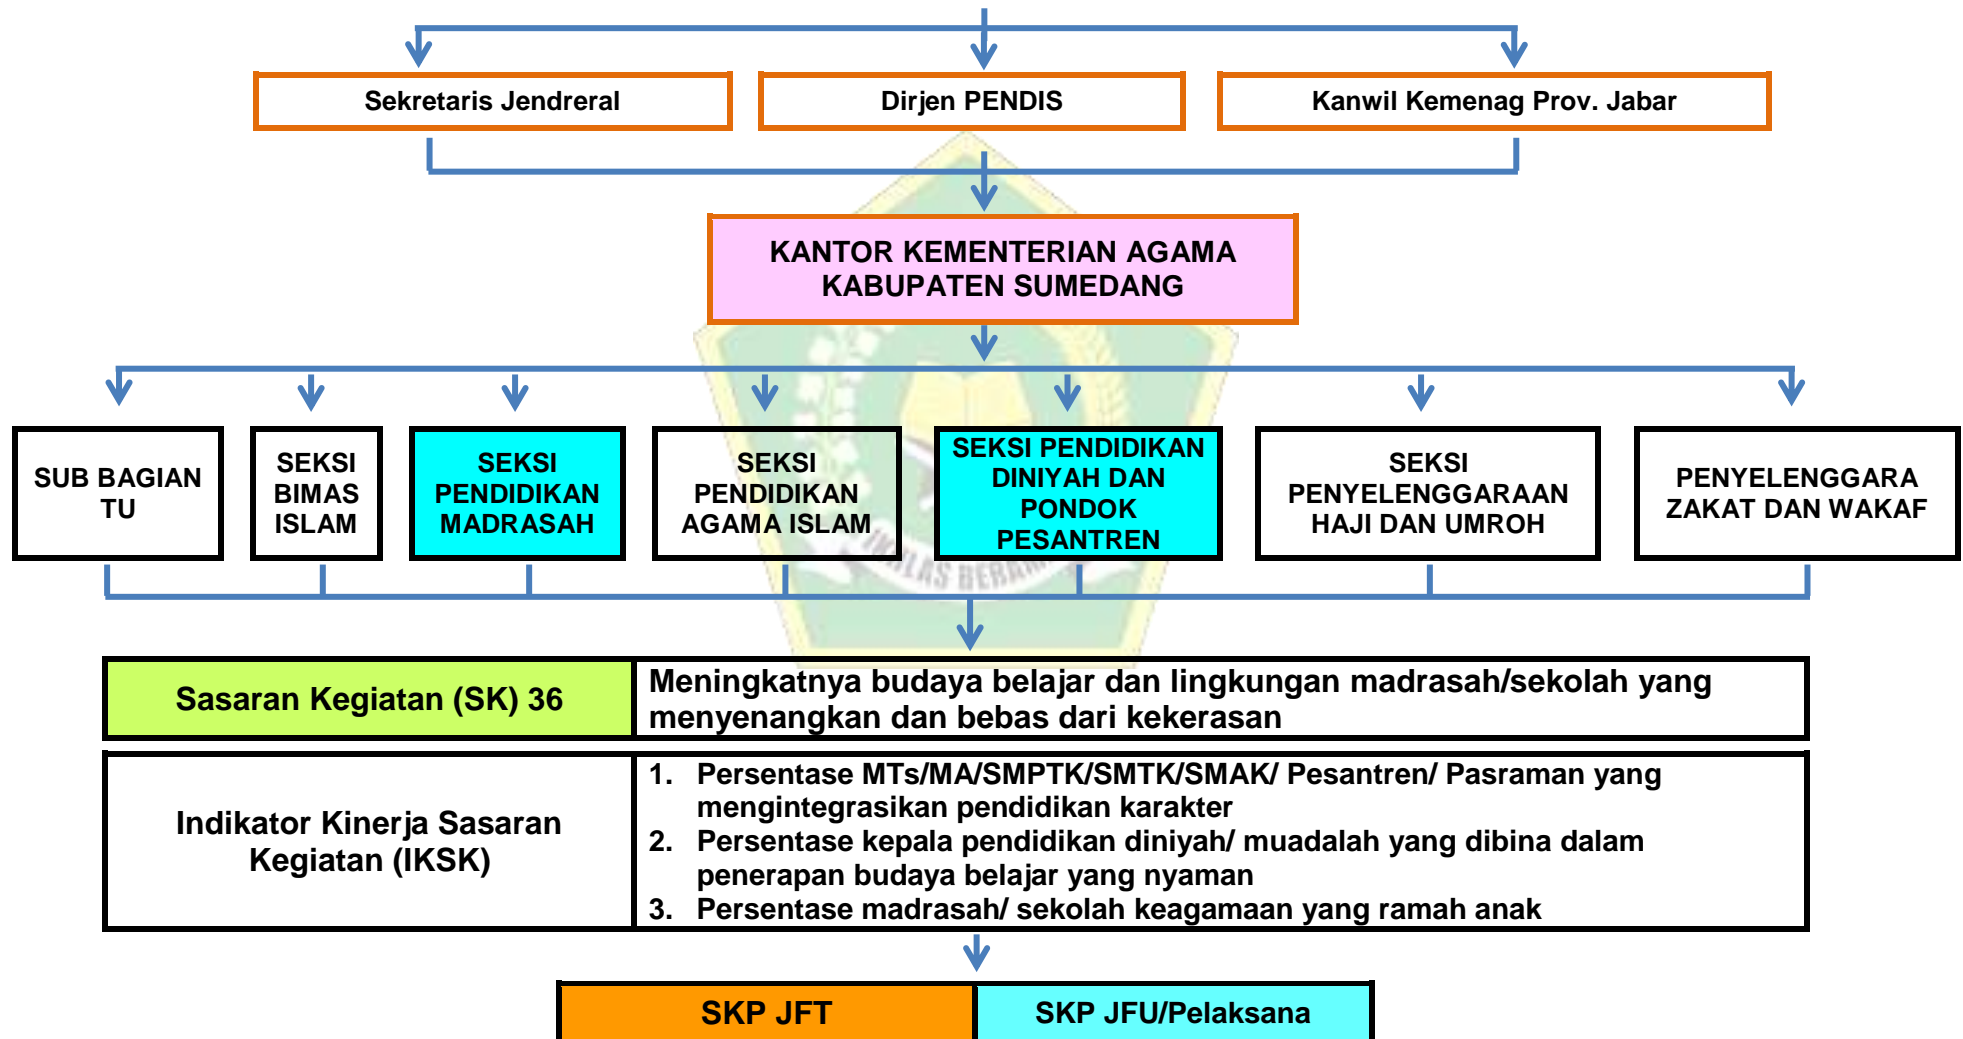 Sekretaris Jendreral
Dirjen PENDIS
Kanwil Kemenag Prov. Jabar
KANTOR KEMENTERIAN AGAMA
KABUPATEN SUMEDANG
SUB BAGIAN
TU
SEKSI
BIMAS
ISLAM
SEKSI
PENDIDIKAN
MADRASAH
SEKSI
PENDIDIKAN
AGAMA ISLAM
SEKSI PENDIDIKAN
DINIYAH DAN
PONDOK
PESANTREN
SEKSI
PENYELENGGARAAN
HAJI DAN UMROH
PENYELENGGARA
ZAKAT DAN WAKAF
Sasaran Kegiatan (SK) 36
Meningkatnya budaya belajar dan lingkungan madrasah/sekolah yang
menyenangkan dan bebas dari kekerasan
Indikator Kinerja Sasaran
Kegiatan (IKSK)
1. Persentase MTs/MA/SMPTK/SMTK/SMAK/ Pesantren/ Pasraman yang
mengintegrasikan pendidikan karakter
2. Persentase kepala pendidikan diniyah/ muadalah yang dibina dalam
penerapan budaya belajar yang nyaman
3. Persentase madrasah/ sekolah keagamaan yang ramah anak
SKP JFT
SKP JFU/Pelaksana